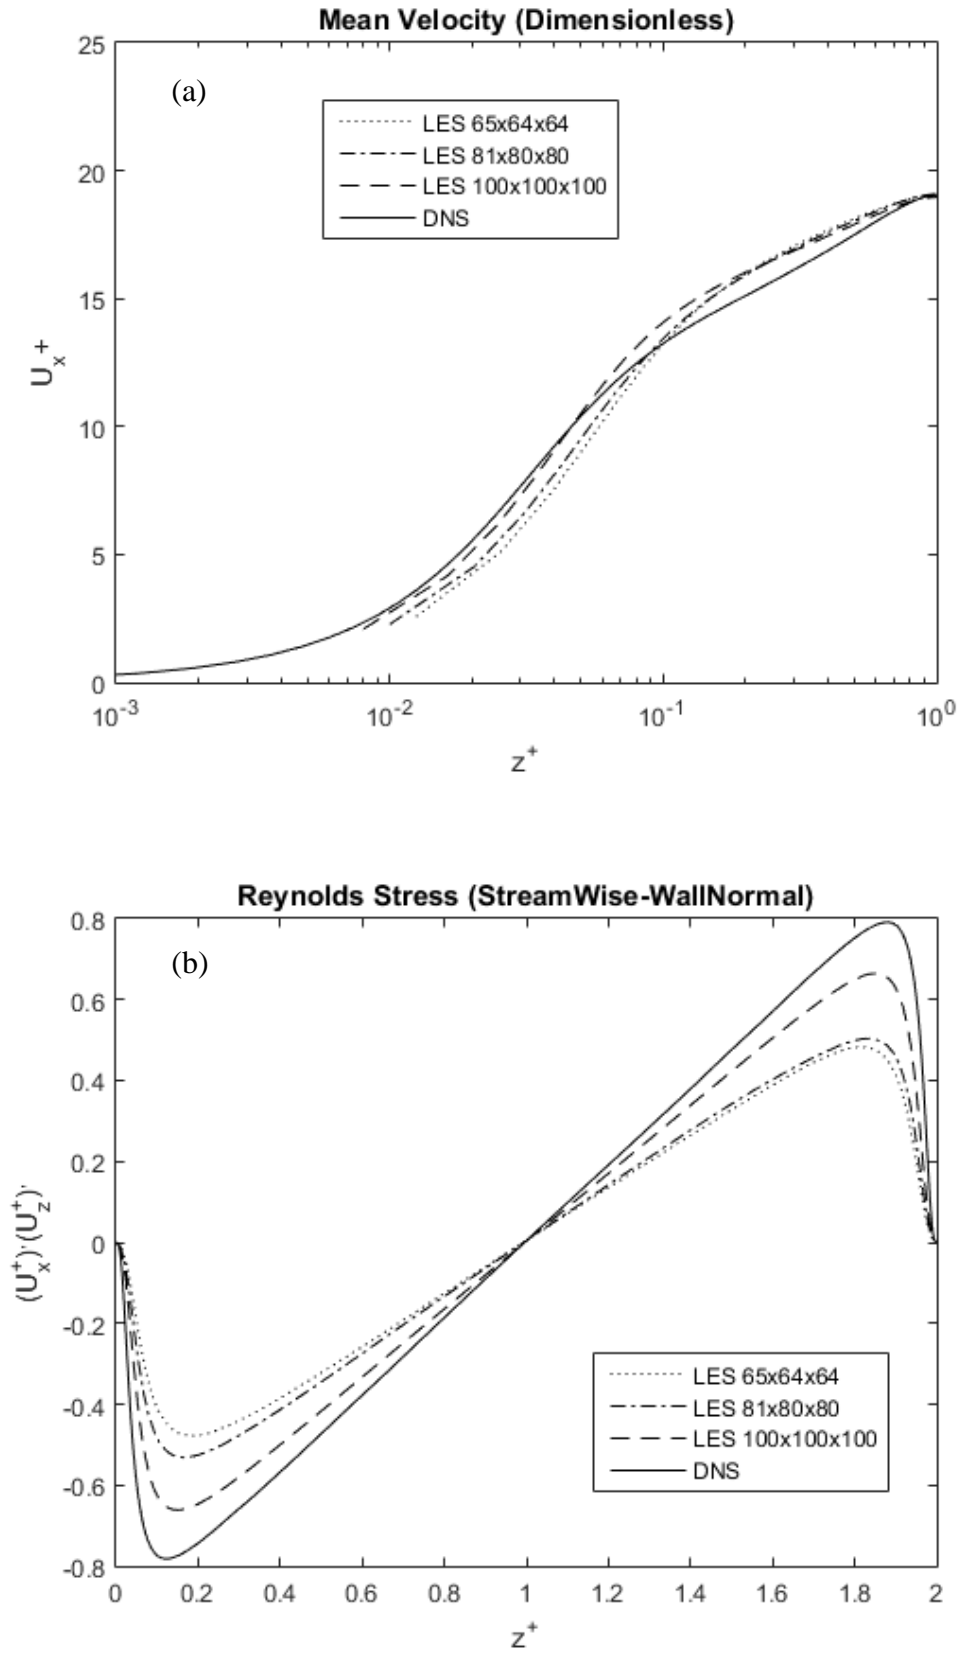 Mean Velocity (Dimensionless)
(a)
LES 65x64x64
LES 81x80x80
LES 100x100x100
DNS
25
20
15
10
5
0
U_x +
10^-3 10^-2 10^-1 10^0
z^+
Reynolds Stress (StreamWise-WallNormal)
(b)
0.8
0.6
0.4
0.2
0
-0.2
-0.4
-0.6
-0.8
(U_x^+)'(U_z^+)'
LES 65x64x64
LES 81x80x80
LES 100x100x100
DNS
0 0.2 0.4 0.6 0.8 1 1.2 1.4 1.6 1.8 2
z^+